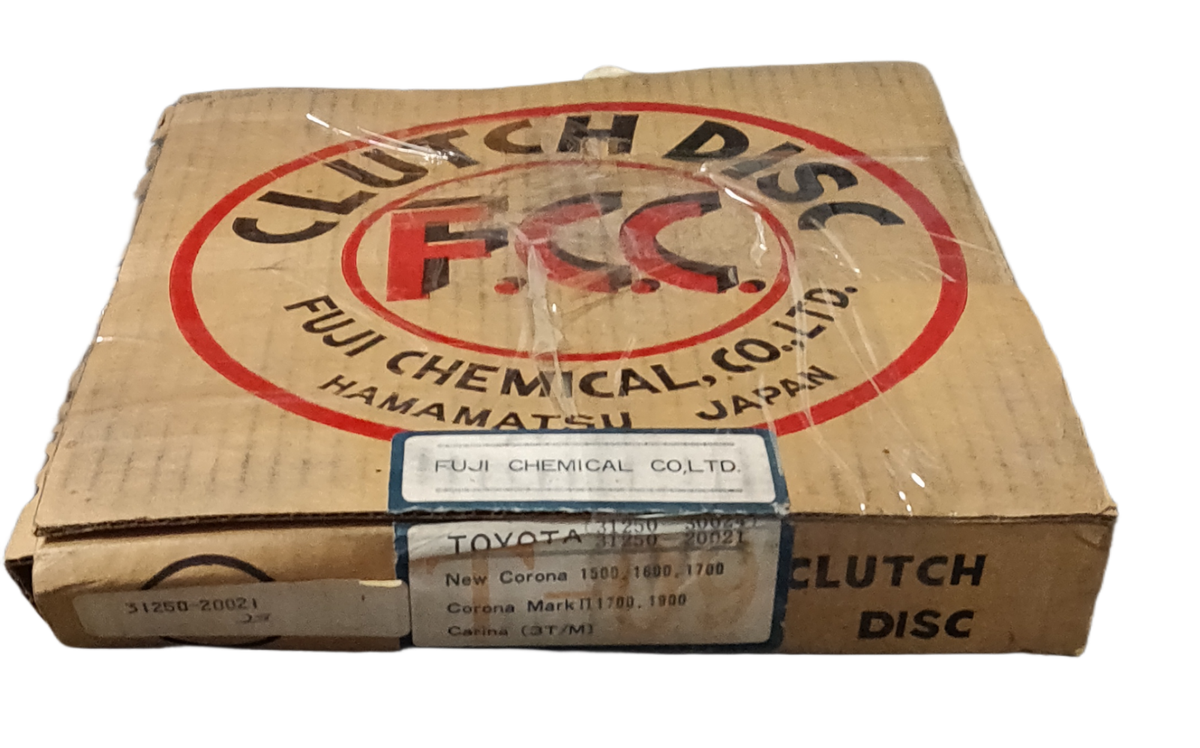 CLUTCH DISC
F.C.C.
FUJI CHEMICAL, CO.,LTD.
HAMAMATSU JAPAN
FUJI CHEMICAL CO,LTD.
TOYOTA 31250
31250-20021
New Corona 1500, 1600, 1700
Corona Mark II 1700, 1900
Carina (3T/M)
31250-20021
CLUTCH
DISC